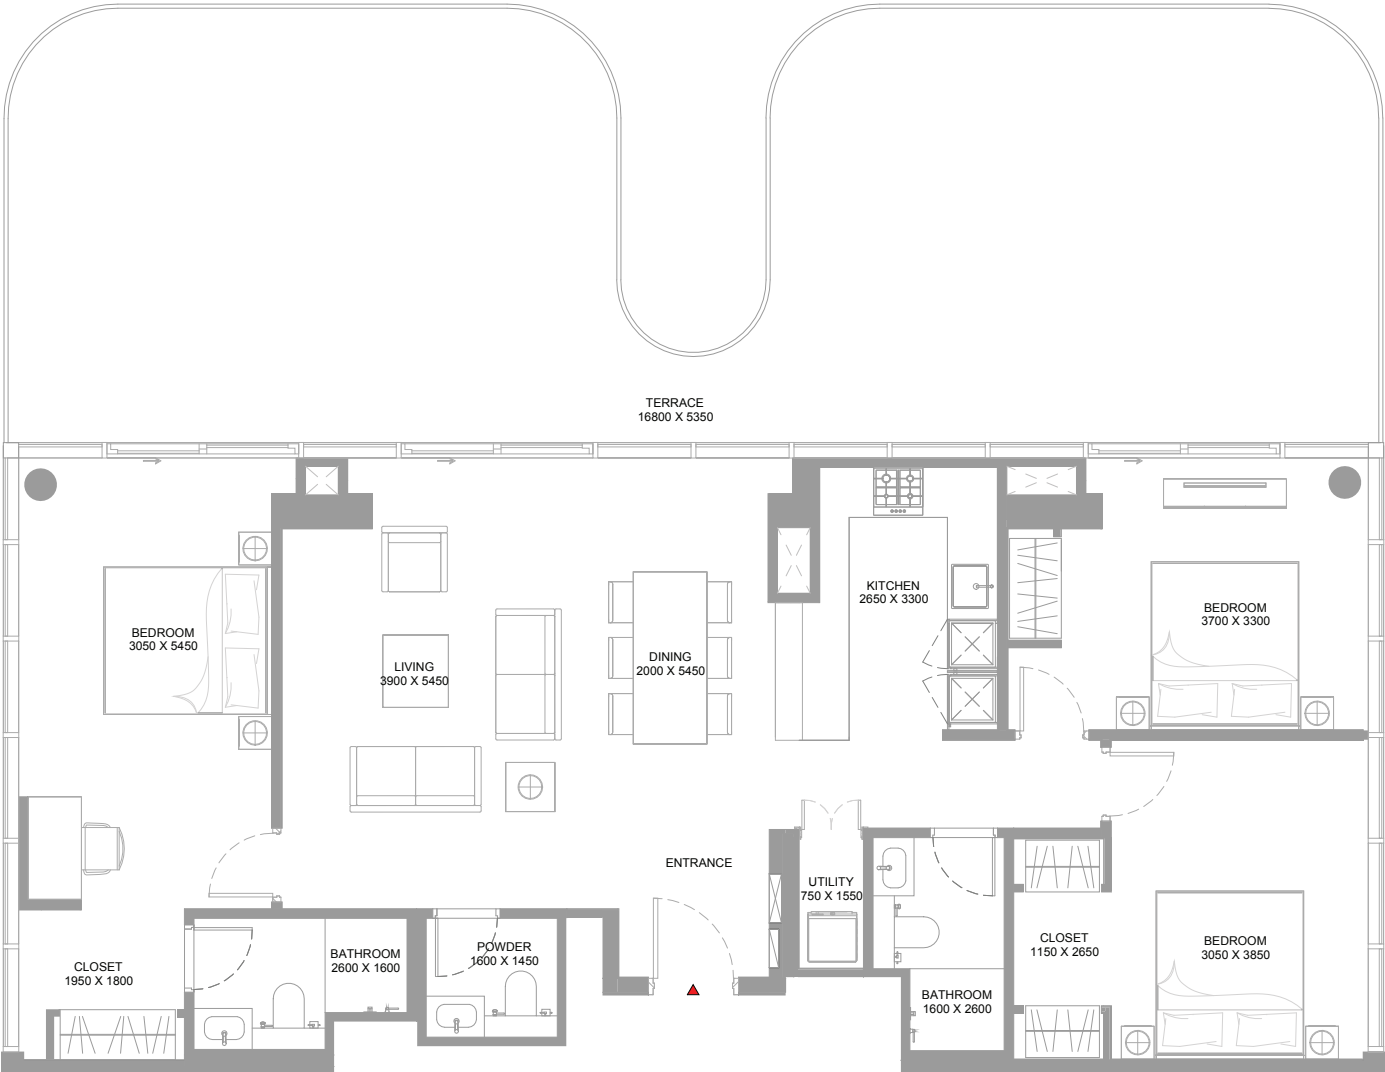 TERRACE
16800 X 5350
KITCHEN
2650 X 3300
BEDROOM
3700 X 3300
BEDROOM
3050 X 5450
LIVING
3900 X 5450
DINING
2000 X 5450
ENTRANCE
UTILITY
750 X 1550
BATHROOM
2600 X 1600
POWDER
1600 X 1450
CLOSET
1950 X 1800
CLOSET
1150 X 2650
BEDROOM
3050 X 3850
BATHROOM
1600 X 2600